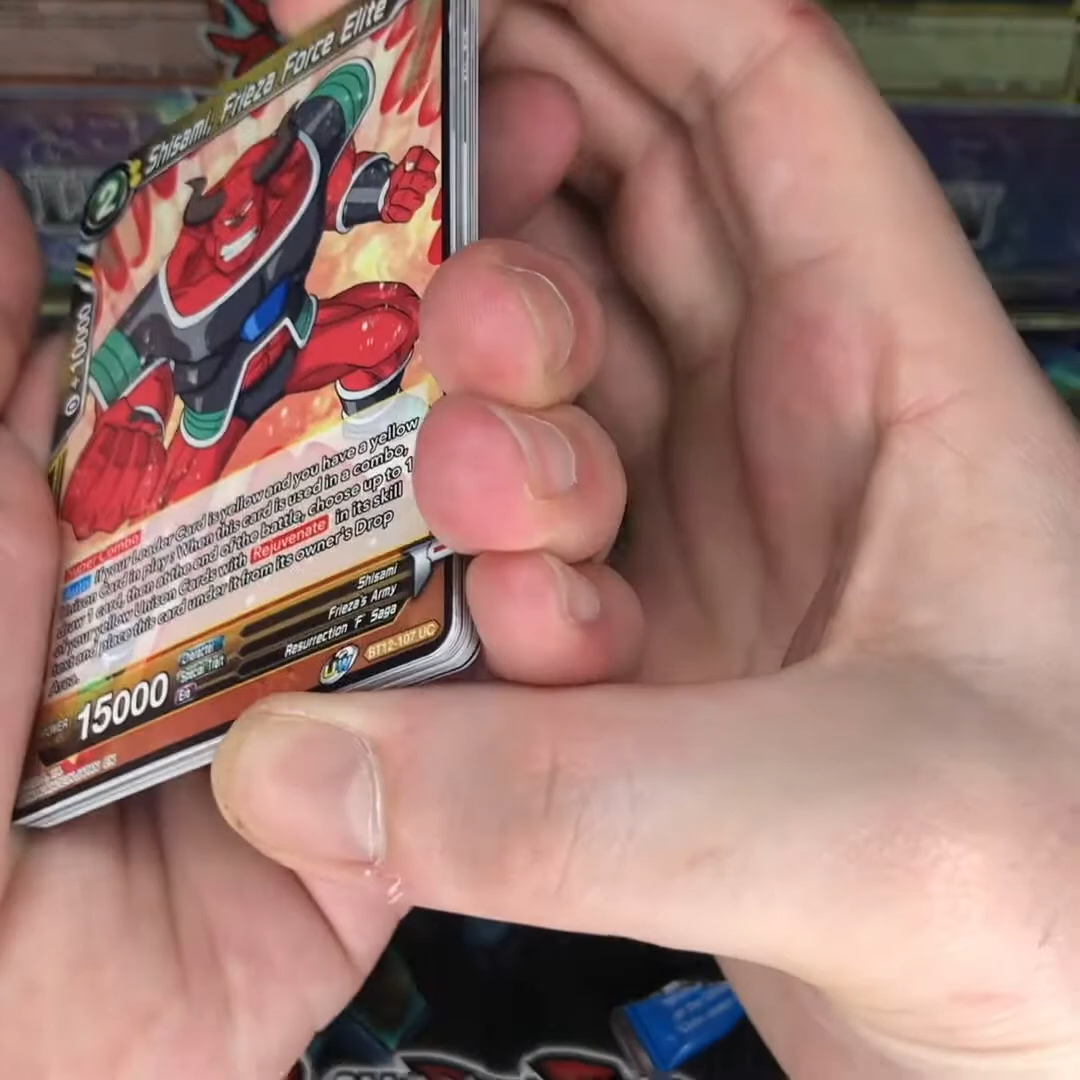 Shisami, Frieza Force Elite
2
+10000
Super Combo
Auto If your Leader Card is yellow and you have a yellow
Unison Card in play: When this card is used in a combo,
draw 1 card, then at the end of the battle, choose up to 1
of your yellow Unison Cards with Rejuvenate in its skill
text and place this card under it from its owner's Drop
Area.
Character
Shisami
Special Trait
Frieza's Army
Era
Resurrection 'F' Saga
POWER 15000
UW
BT12-107 UC